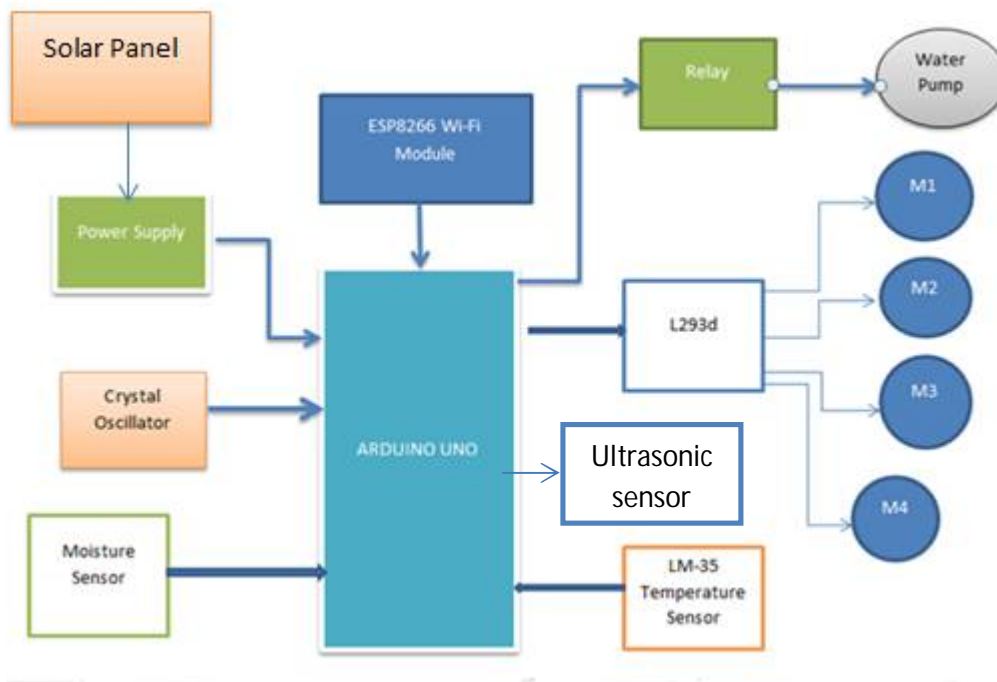 Solar Panel
Relay
Water
Pump
ESP8266 Wi-Fi
Module
M1
Power Supply
M2
L293d
Crystal
Oscillator
M3
ARDUINO UNO
Ultrasonic
sensor
M4
Moisture
Sensor
LM-35
Temperature
Sensor